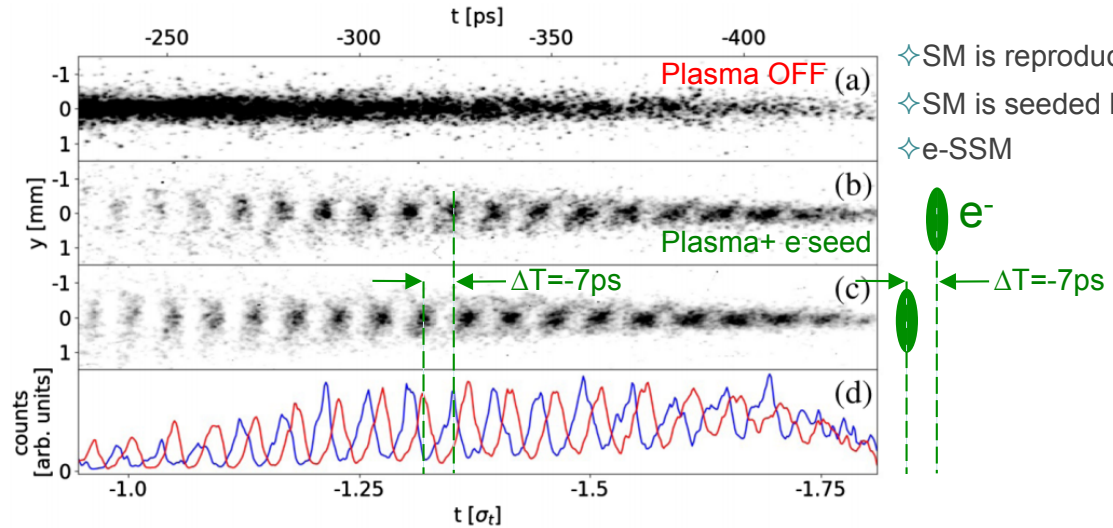 t [ps]
-250 -300 -350 -400
✧SM is
✧SM is seeded
✧e-SSM
Plasma OFF
(a)
-1
0
1
(b)
-1
0
1
Plasma+ e-seed
e-
y [mm]
(c)
-1
0
1
ΔT=-7ps
ΔT=-7ps
(d)
counts
[arb. units]
0
-1.0 -1.25 -1.5 -1.75
t [σt]